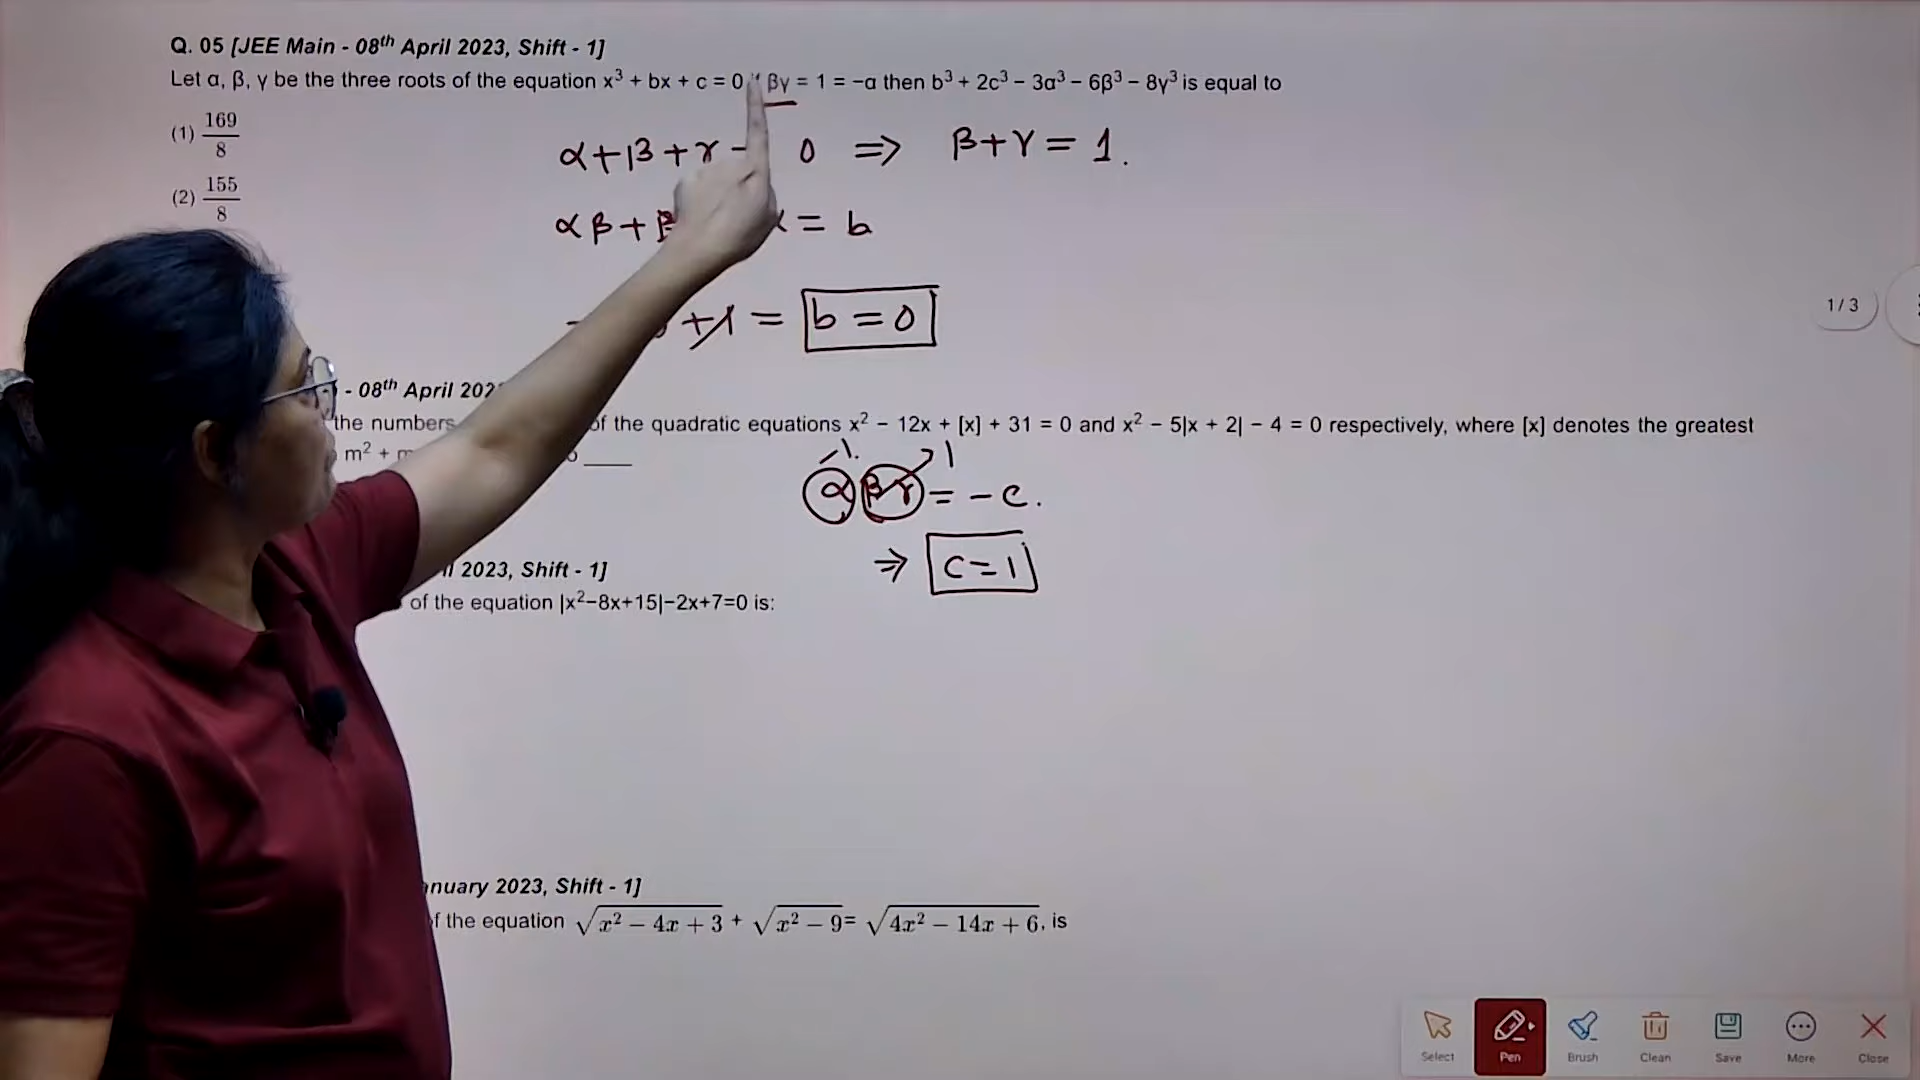 Q. 05 [JEE Main - 08th April 2023, Shift - 1]
Let α, β, γ be the three roots of the equation x³ + bx + c = 0 βγ = 1 = −α then b³ + 2c³ − 3α³ − 6β³ − 8γ³ is equal to
(1) 169/8
(2) 155/8
α + β + γ = 0 ⇒ β + γ = 1.
αβ + β = b
+1 = b = 0
- 08th April 202
the numbers of the quadratic equations x² − 12x + [x] + 31 = 0 and x² − 5|x + 2| − 4 = 0 respectively, where [x] denotes the greatest
m² + ____
-1. 1
αβγ = -c.
⇒ c = 1
2023, Shift - 1]
of the equation |x²−8x+15|−2x+7=0 is:
nuary 2023, Shift - 1]
f the equation √(x² − 4x + 3) + √(x² − 9) = √(4x² − 14x + 6), is
1 / 3
Select Pen Brush Clean Save More Close